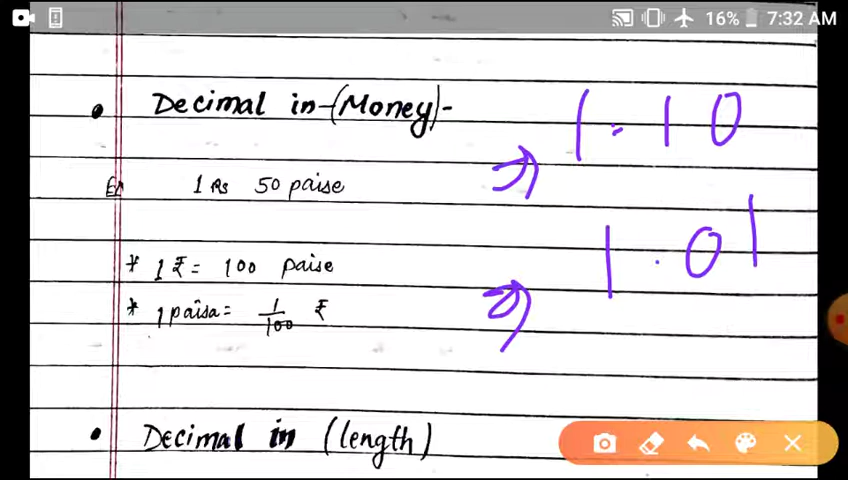 16% 7:32 AM
• Decimal in-(Money)-
1.10
Ex 1 Rs 50 paise
1.01
* 1 ₹ = 100 paise
* 1 paisa = 1/100 ₹
• Decimal in (length)